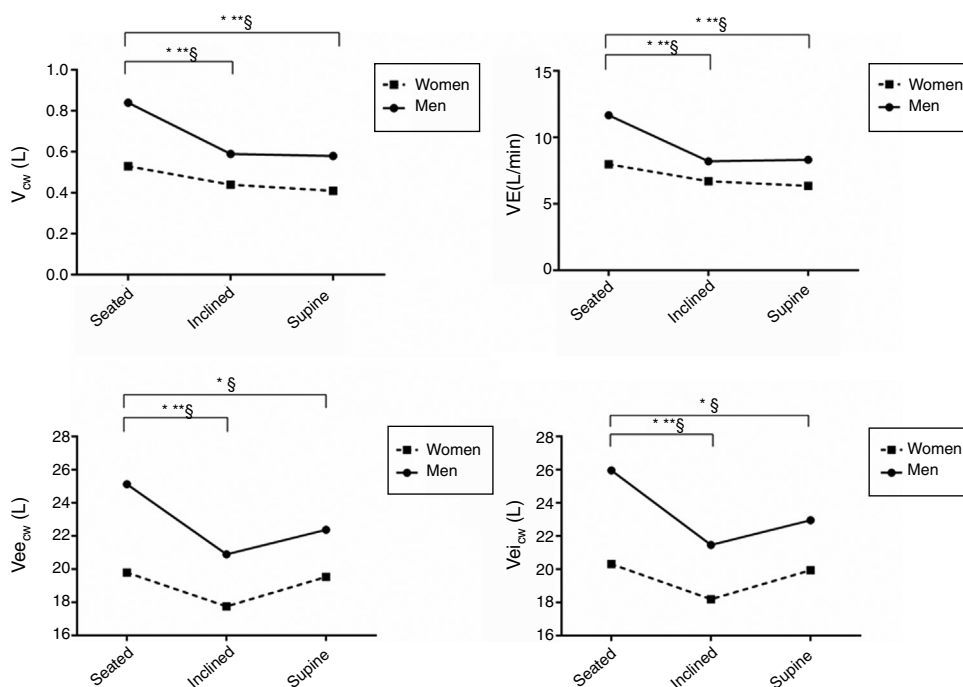 * **§
* **§
1.0
0.8
0.6
0.4
0.2
0.0
Vcw (L)
Seated
Inclined
Supine
Women
Men
* **§
* **§
15
10
5
0
VE(L/min)
Seated
Inclined
Supine
Women
Men
* §
* **§
28
26
24
22
20
18
16
Veecw (L)
Seated
Inclined
Supine
Women
Men
* §
* **§
28
26
24
22
20
18
16
Veicw (L)
Seated
Inclined
Supine
Women
Men